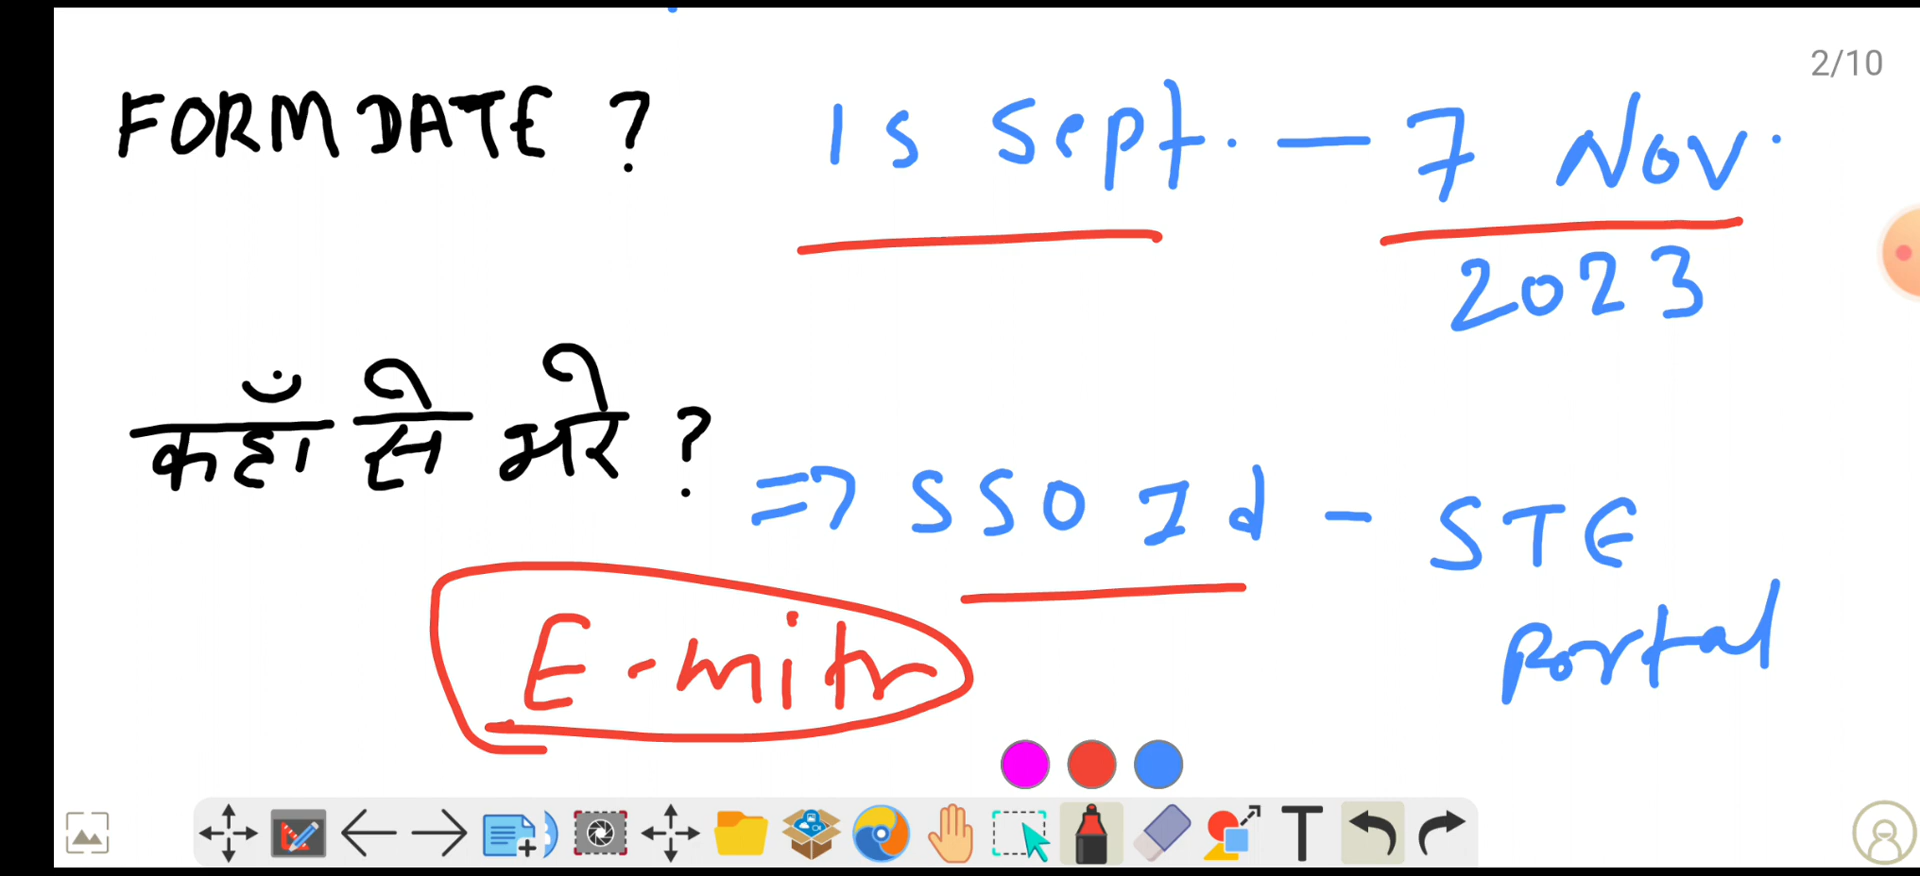 2/10
FORM DATE ? 15 Sept. — 7 Nov.
2023
कहाँ से भरे ?
=> SSO Id - STE
Portal
E-mitr
T